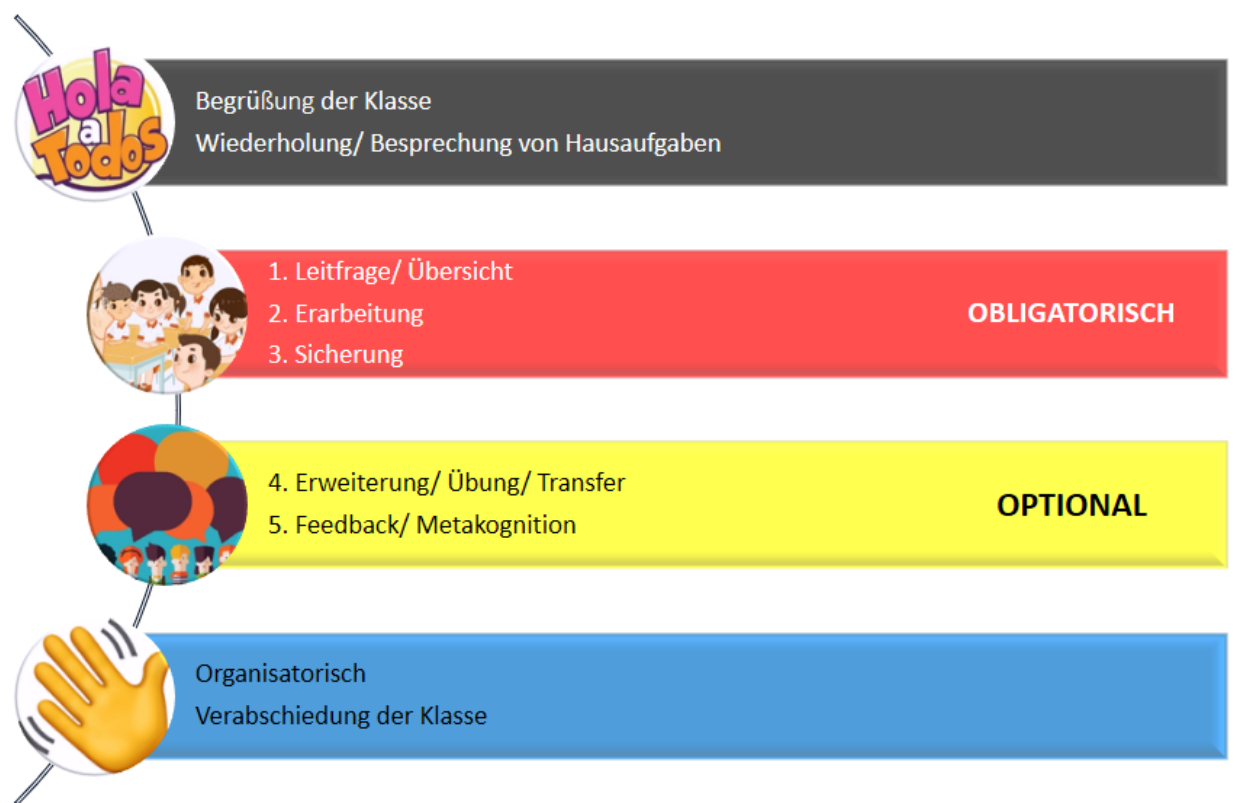 Hola
a
Todos
Begrüßung der Klasse
Wiederholung/ Besprechung von Hausaufgaben
1. Leitfrage/ Übersicht
2. Erarbeitung
OBLIGATORISCH
3. Sicherung
4. Erweiterung/ Übung/ Transfer
OPTIONAL
5. Feedback/ Metakognition
Organisatorisch
Verabschiedung der Klasse